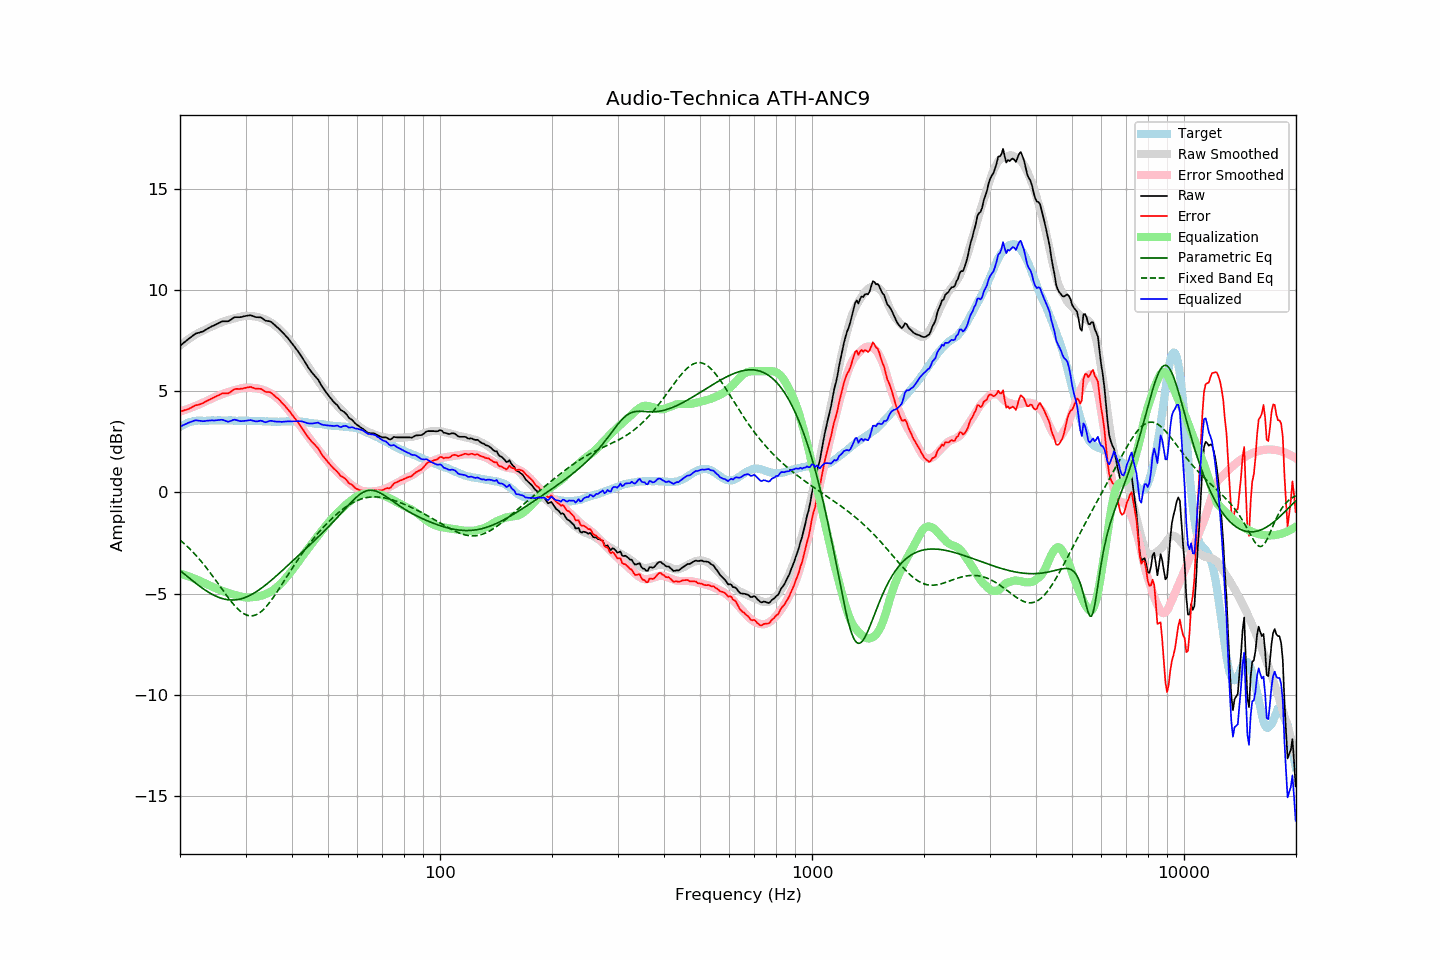 Audio-Technica ATH-ANC9
Target
Raw Smoothed
Error Smoothed
Raw
Error
Equalization
Parametric Eq
Fixed Band Eq
Equalized
Amplitude (dBr)
15
10
5
0
−5
−10
−15
100
1000
10000
Frequency (Hz)